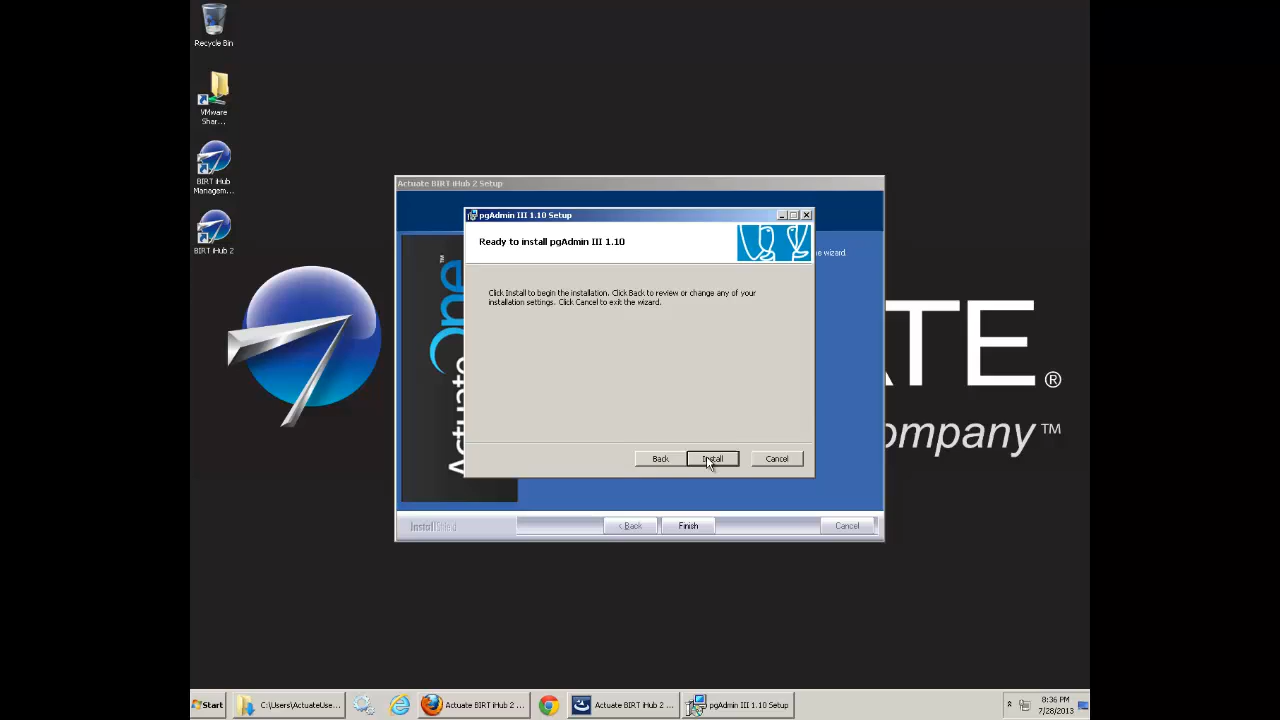 Recycle Bin
VMware
Shar...
BIRT iHub
Managem...
BIRT iHub 2
Actuate BIRT iHub 2 Setup
pgAdmin III 1.10 Setup
Ready to install pgAdmin III 1.10
he wizard.
Click Install to begin the installation. Click Back to review or change any of your
installation settings. Click Cancel to exit the wizard.
ActuateOne™
ATE®
ompany™
Back
Install
Cancel
InstallShield
< Back
Finish
Cancel
Start
C:\Users\ActuateUse...
Actuate BIRT iHub 2 ...
Actuate BIRT iHub 2 ...
pgAdmin III 1.10 Setup
8:36 PM
7/28/2013